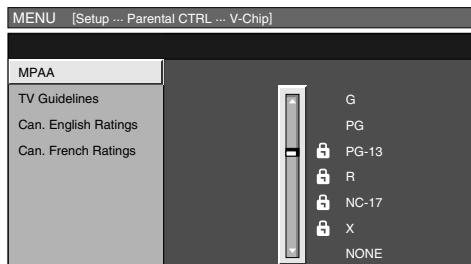 MENU [Setup ··· Parental CTRL ··· V-Chip]
MPAA
TV Guidelines
Can. English Ratings
Can. French Ratings
G
PG
PG-13
R
NC-17
X
NONE